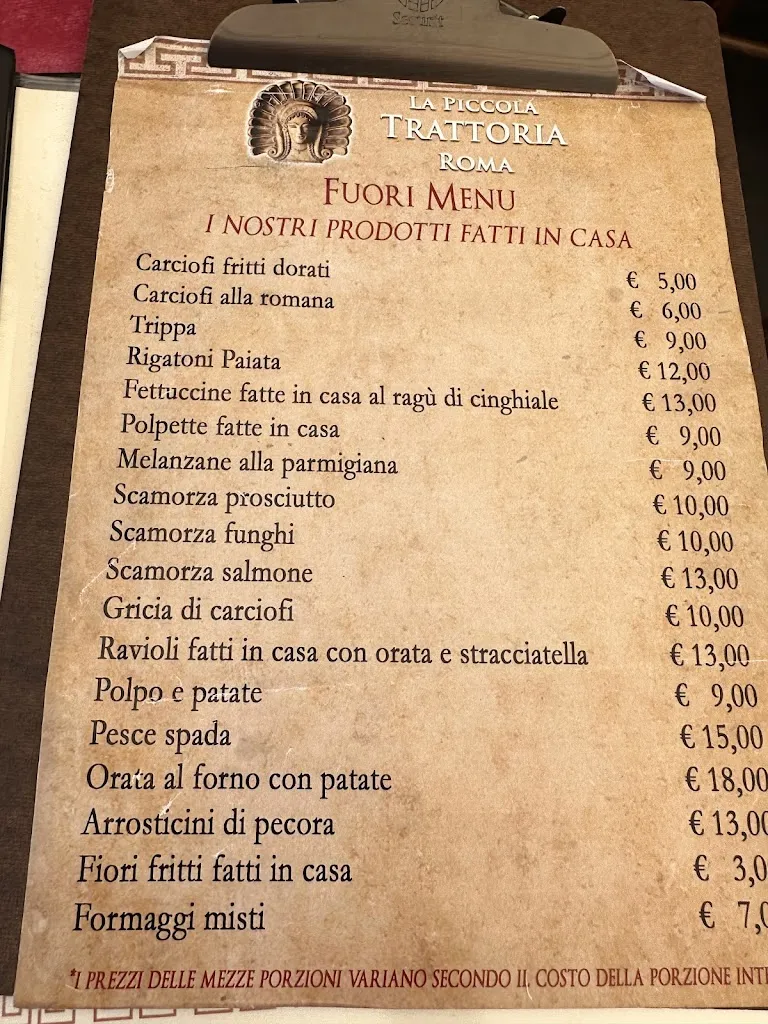 LA PICCOLA
TRATTORIA
ROMA
FUORI MENU
I NOSTRI PRODOTTI FATTI IN CASA
Carciofi fritti dorati € 5,00
Carciofi alla romana € 6,00
Trippa € 9,00
Rigatoni Paiata € 12,00
Fettuccine fatte in casa al ragù di cinghiale € 13,00
Polpette fatte in casa € 9,00
Melanzane alla parmigiana € 9,00
Scamorza prosciutto € 10,00
Scamorza funghi € 10,00
Scamorza salmone € 13,00
Gricia di carciofi € 10,00
Ravioli fatti in casa con orata e stracciatella € 13,00
Polpo e patate € 9,00
Pesce spada € 15,00
Orata al forno con patate € 18,00
Arrosticini di pecora € 13,00
Fiori fritti fatti in casa € 3,0
Formaggi misti € 7,0
*I PREZZI DELLE MEZZE PORZIONI VARIANO SECONDO IL COSTO DELLA PORZIONE